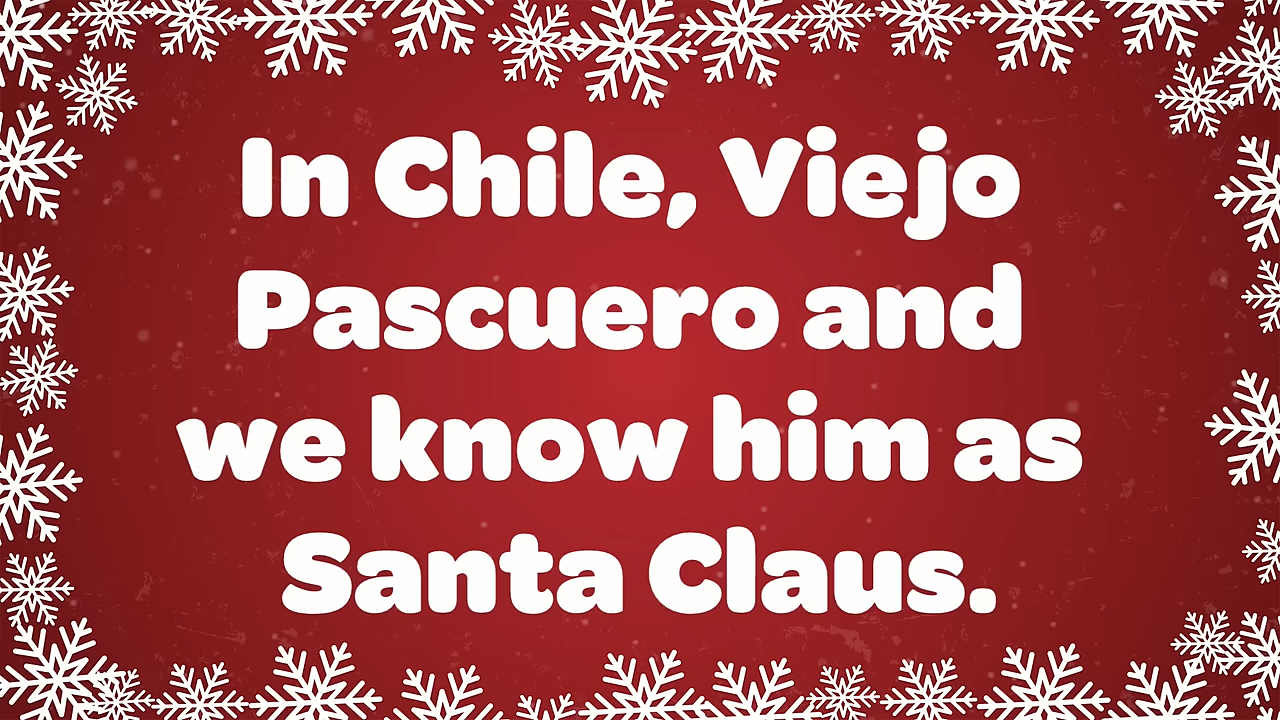 In Chile, Viejo
Pascuero and
we know him as
Santa Claus.